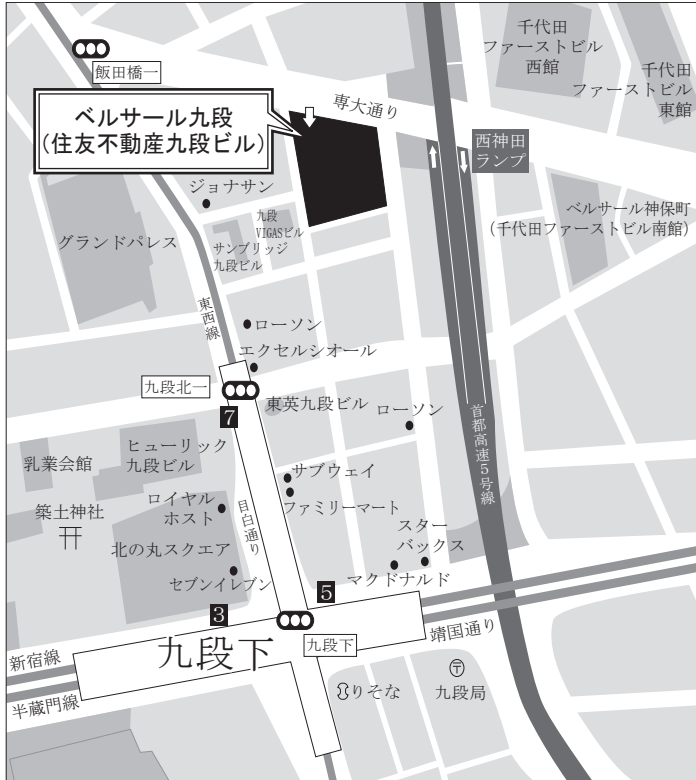 飯田橋一
ベルサール九段
(住友不動産九段ビル)
専大通り
千代田
ファーストビル
西館
千代田
ファーストビル
東館
西神田
ランプ
ベルサール神保町
(千代田ファーストビル南館)
ジョナサン
グランドパレス
九段
VIGASビル
サンブリッジ
九段ビル
東西線
ローソン
エクセルシオール
九段北一
7
東英九段ビル
ローソン
首都高速5号線
乳業会館
ヒューリック
九段ビル
サブウェイ
ファミリーマート
築土神社
ロイヤル
ホスト
目白通り
スター
バックス
北の丸スクエア
セブンイレブン
マクドナルド
5
3
九段下
九段下
靖国通り
新宿線
半蔵門線
りそな
〒
九段局